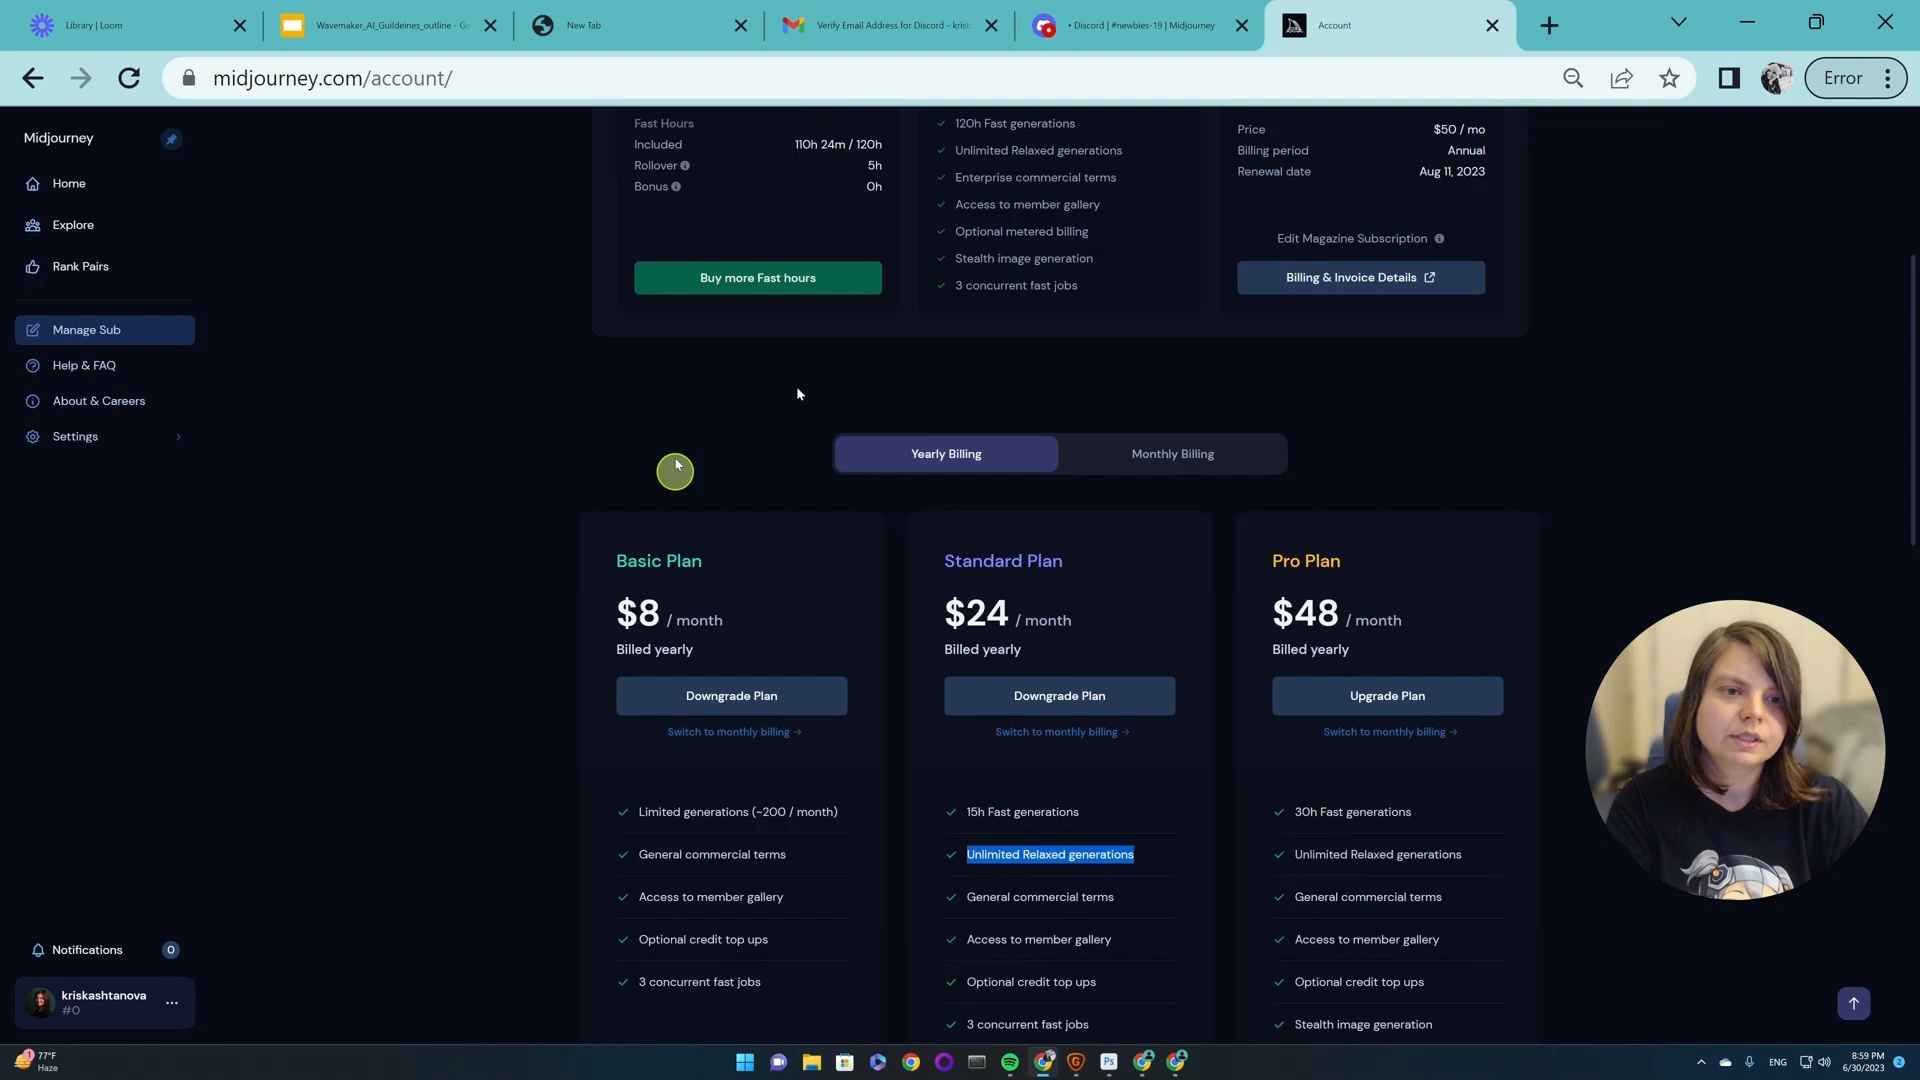 Library | Loom
Wavemaker_AI_Guildeines_outline - Go
New Tab
Verify Email Address for Discord - krist
• Discord | #newbies-19 | Midjourney
Account
midjourney.com/account/
Error
Midjourney
Home
Explore
Rank Pairs
Manage Sub
Help & FAQ
About & Careers
Settings
Notifications
0
kriskashtanova
#0
Fast Hours
Included 110h 24m / 120h
Rollover 5h
Bonus 0h
Buy more Fast hours
120h Fast generations
Unlimited Relaxed generations
Enterprise commercial terms
Access to member gallery
Optional metered billing
Stealth image generation
3 concurrent fast jobs
Price $50 / mo
Billing period Annual
Renewal date Aug 11, 2023
Edit Magazine Subscription
Billing & Invoice Details
Yearly Billing
Monthly Billing
Basic Plan
$8 / month
Billed yearly
Downgrade Plan
Switch to monthly billing →
Limited generations (~200 / month)
General commercial terms
Access to member gallery
Optional credit top ups
3 concurrent fast jobs
Standard Plan
$24 / month
Billed yearly
Downgrade Plan
Switch to monthly billing →
15h Fast generations
Unlimited Relaxed generations
General commercial terms
Access to member gallery
Optional credit top ups
3 concurrent fast jobs
Pro Plan
$48 / month
Billed yearly
Upgrade Plan
Switch to monthly billing →
30h Fast generations
Unlimited Relaxed generations
General commercial terms
Access to member gallery
Optional credit top ups
Stealth image generation
1
77°F
Haze
Ps
ENG
8:59 PM
6/30/2023
2